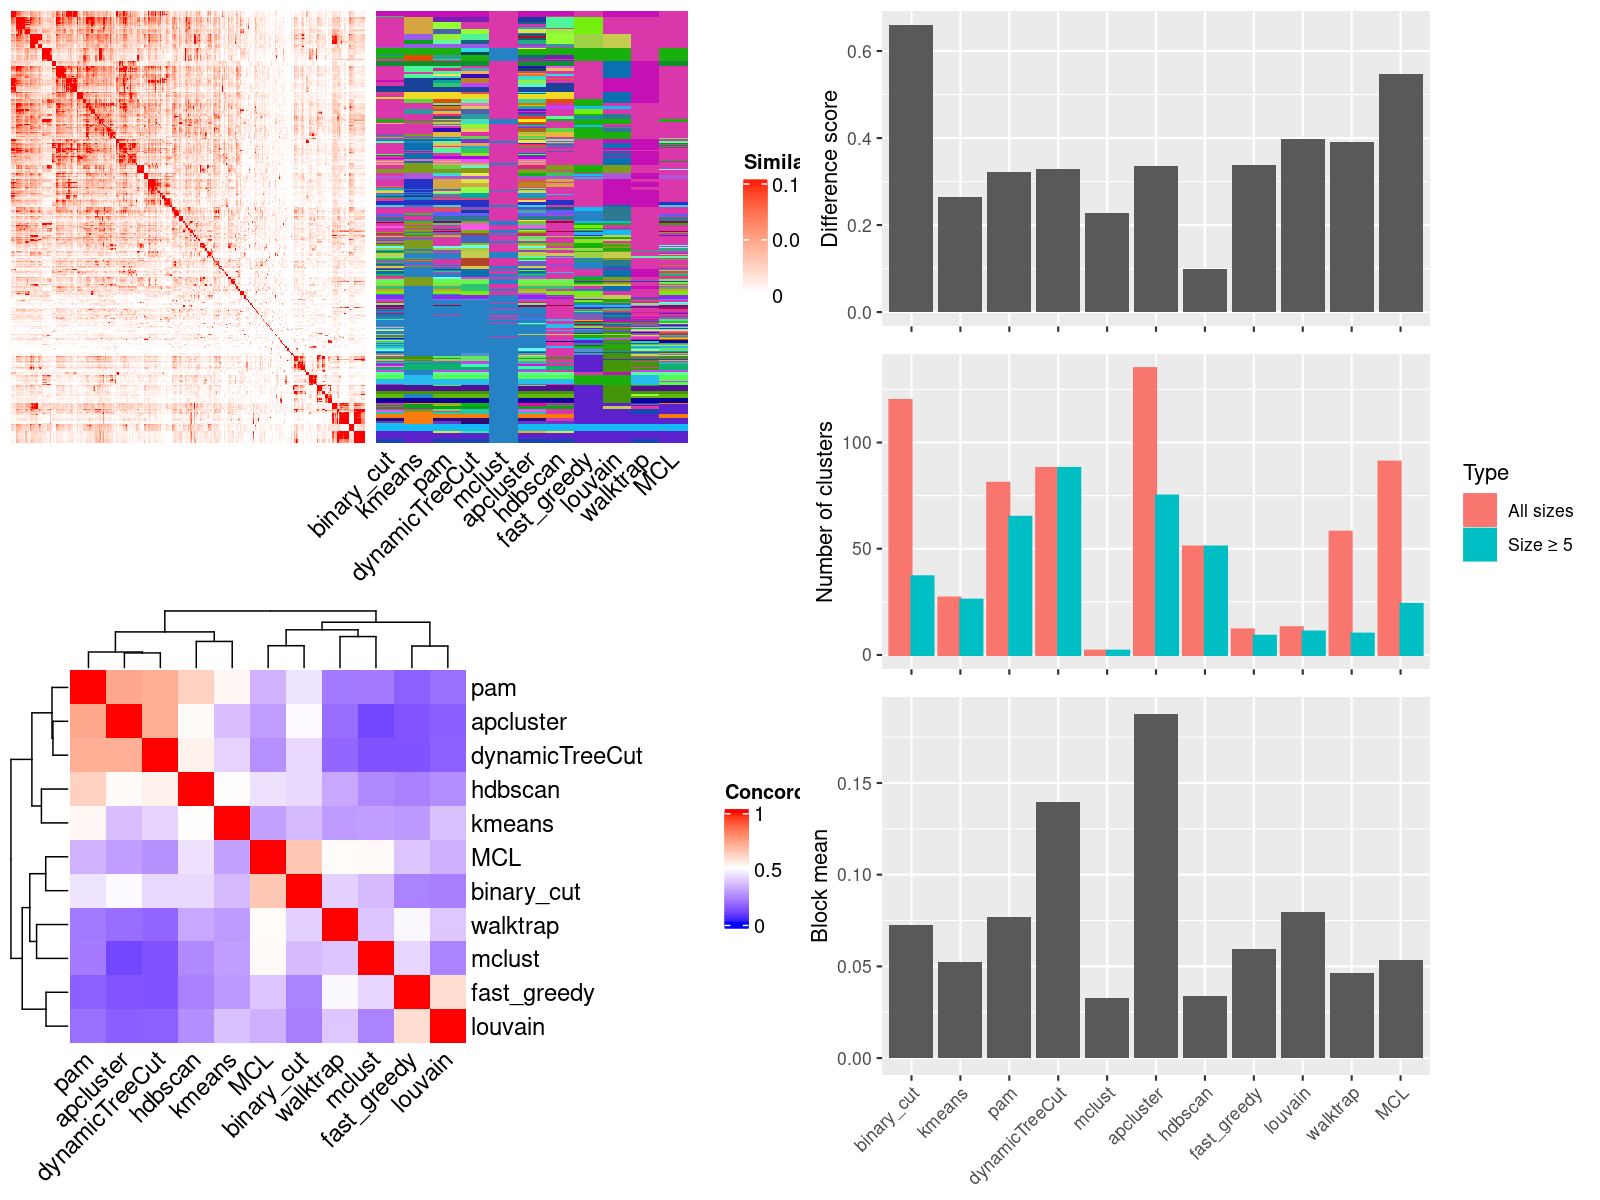 Simila
0.1
0.0
0
binary_cut
kmeans
pam
dynamicTreeCut
mclust
apcluster
hdbscan
fast_greedy
louvain
walktrap
MCL
pam
apcluster
dynamicTreeCut
hdbscan
kmeans
MCL
binary_cut
walktrap
mclust
fast_greedy
louvain
pam
apcluster
dynamicTreeCut
hdbscan
kmeans
MCL
binary_cut
walktrap
mclust
fast_greedy
louvain
Concord
1
0.5
0
Difference score
0.6
0.4
0.2
0.0
Number of clusters
100
50
0
Type
All sizes
Size ≥ 5
Block mean
0.15
0.10
0.05
0.00
binary_cut
kmeans
pam
dynamicTreeCut
mclust
apcluster
hdbscan
fast_greedy
louvain
walktrap
MCL